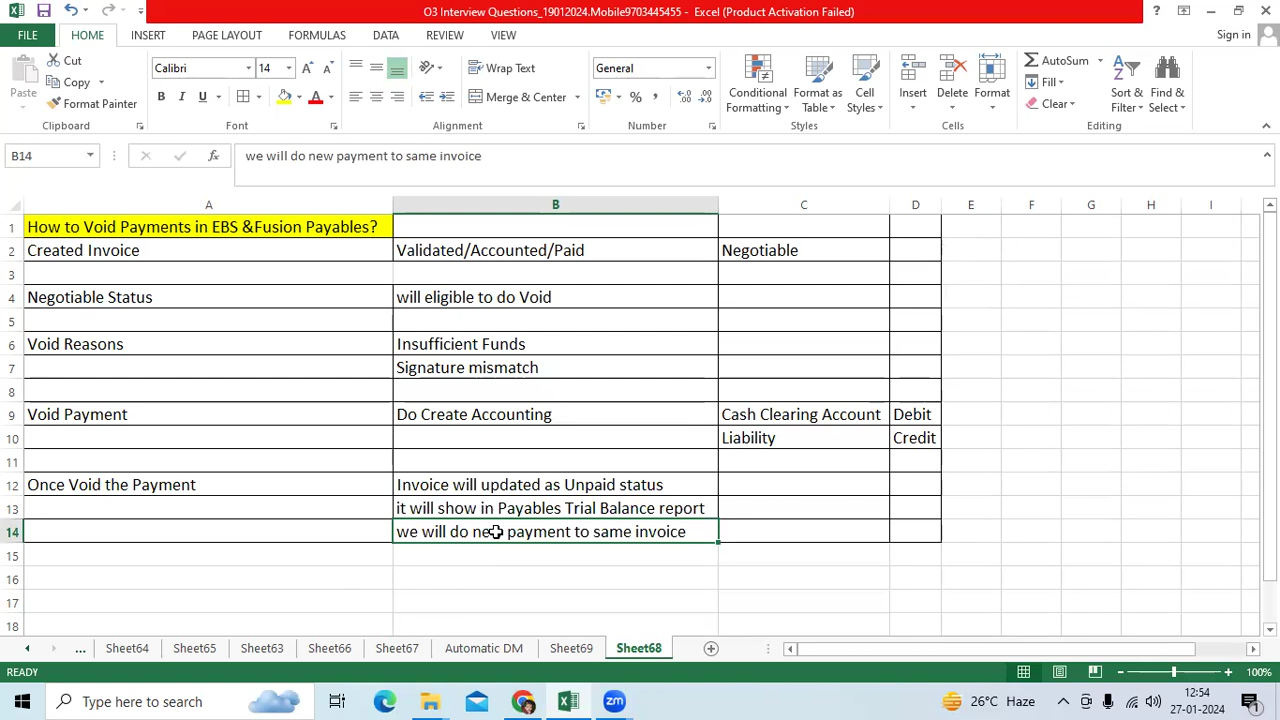 O3 Interview Questions_19012024.Mobile9703445455 - Excel (Product Activation Failed)
FILE HOME INSERT PAGE LAYOUT FORMULAS DATA REVIEW VIEW Sign in
Paste
Cut
Copy
Format Painter
Clipboard
Calibri 14
B I U
Font
Wrap Text
Merge & Center
Alignment
General
Number
Conditional Formatting
Format as Table
Cell Styles
Styles
Insert Delete Format
Cells
AutoSum
Fill
Clear
Sort & Filter
Find & Select
Editing
B14 fx we will do new payment to same invoice
A B C D E F G H I
1 How to Void Payments in EBS &Fusion Payables?
2 Created Invoice Validated/Accounted/Paid Negotiable
3
4 Negotiable Status will eligible to do Void
5
6 Void Reasons Insufficient Funds
7 Signature mismatch
8
9 Void Payment Do Create Accounting Cash Clearing Account Debit
10 Liability Credit
11
12 Once Void the Payment Invoice will updated as Unpaid status
13 it will show in Payables Trial Balance report
14 we will do new payment to same invoice
15
16
17
18
... Sheet64 Sheet65 Sheet63 Sheet66 Sheet67 Automatic DM Sheet69 Sheet68
READY 100%
Type here to search
26°C Haze
12:54
27-01-2024